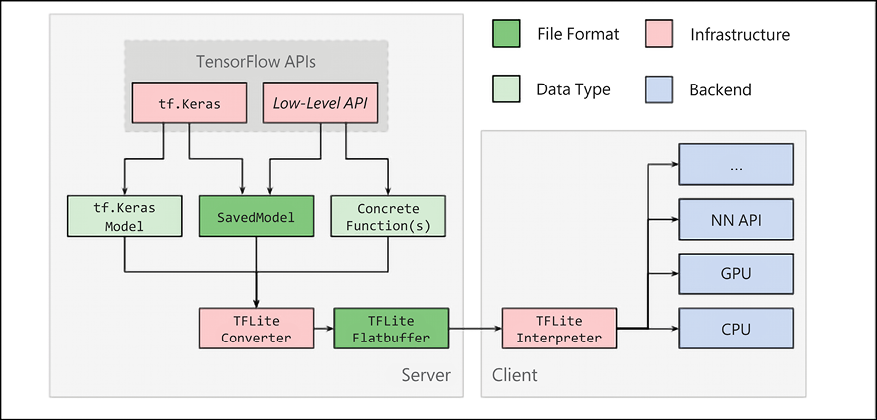 TensorFlow APIs
tf.Keras
Low-Level API
tf.Keras
Model
SavedModel
Concrete
Function(s)
TFLite
Converter
TFLite
Flatbuffer
Server
File Format
Infrastructure
Data Type
Backend
TFLite
Interpreter
...
NN API
GPU
CPU
Client